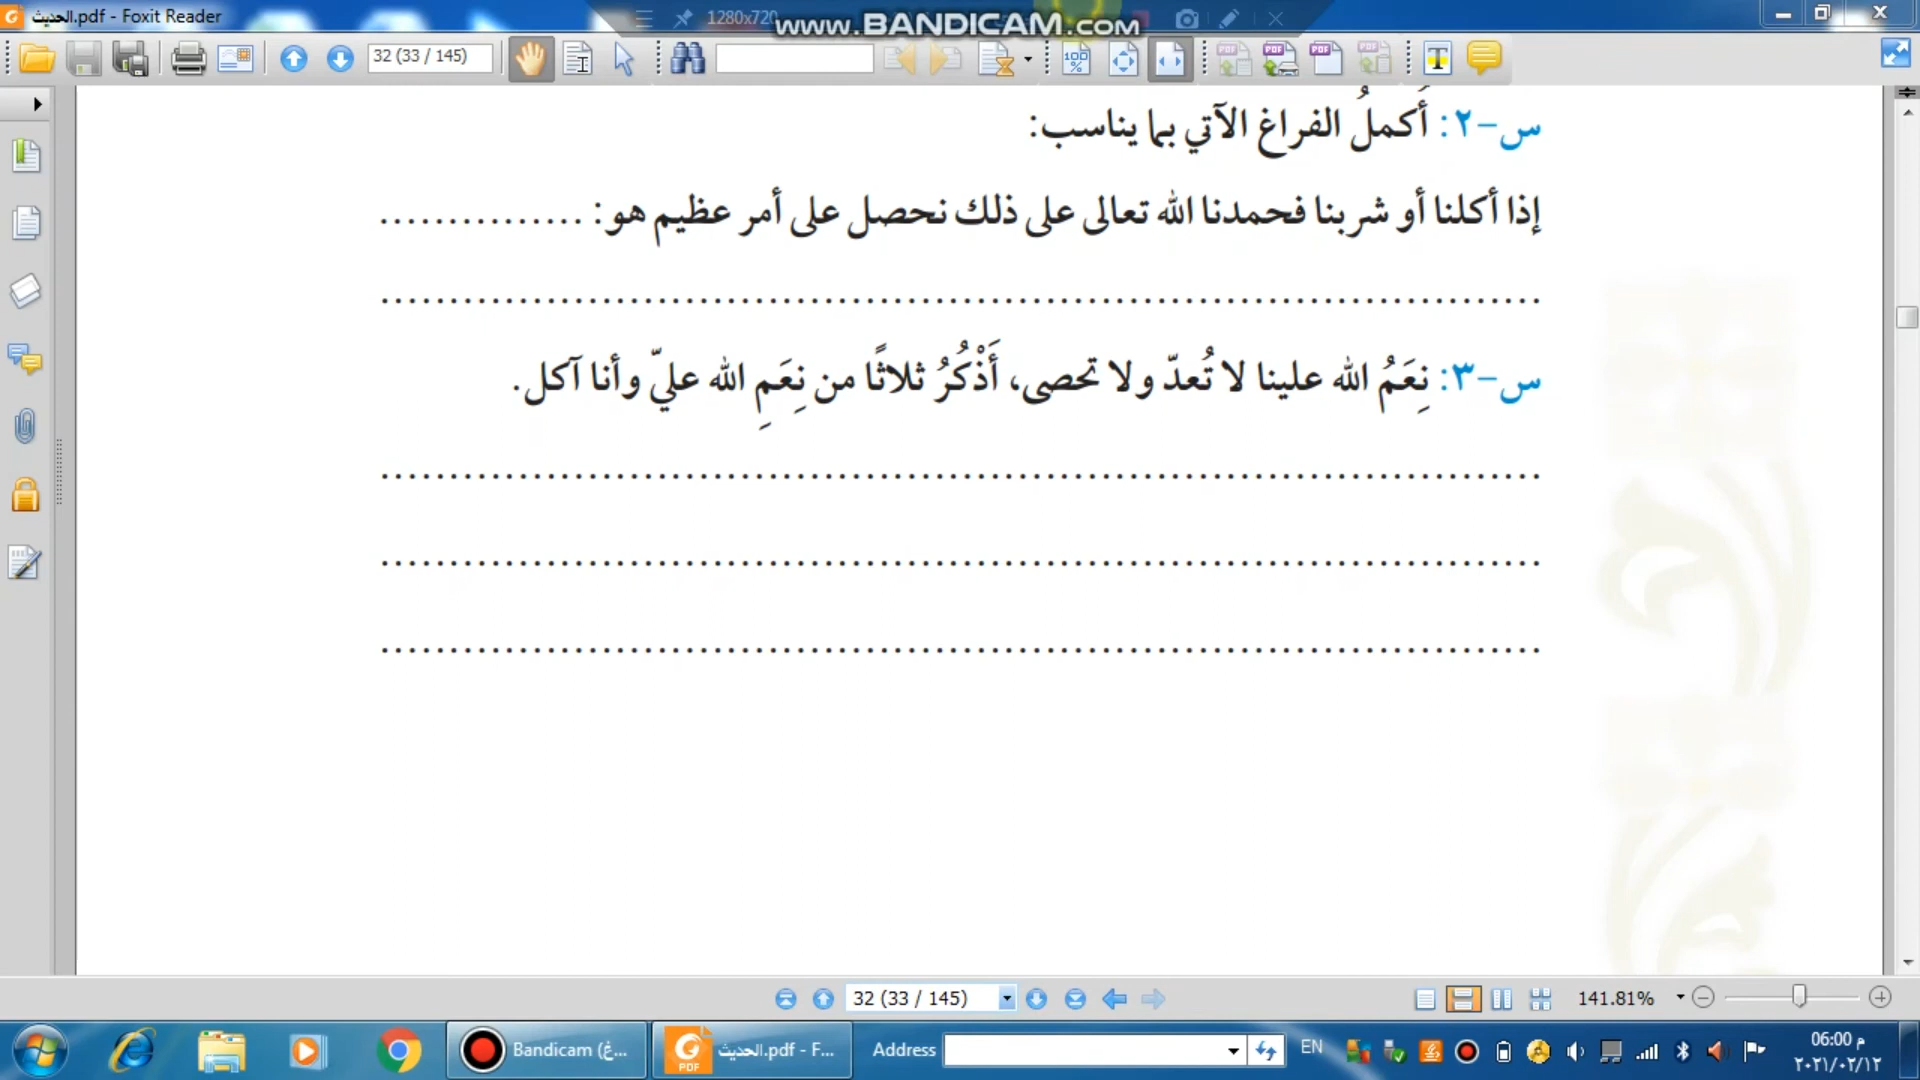 الحديث.pdf - Foxit Reader
1280x720
www.BANDICAM.com
32 (33 / 145)
س-٢: أُكملُ الفراغ الآتي بما يناسب:
إذا أكلنا أو شربنا فحمدنا الله تعالى على ذلك نحصل على أمر عظيم هو: ...............
س-٣: نِعَمُ الله علينا لا تُعدّ ولا تحصى، أَذْكُرُ ثلاثًا من نِعَمِ الله عليّ وأنا آكل.
32 (33 / 145)
141.81%
Bandicam (غ...
الحديث.pdf - F...
Address
EN
06:00 م
٢٠٢١/٠٢/١٢